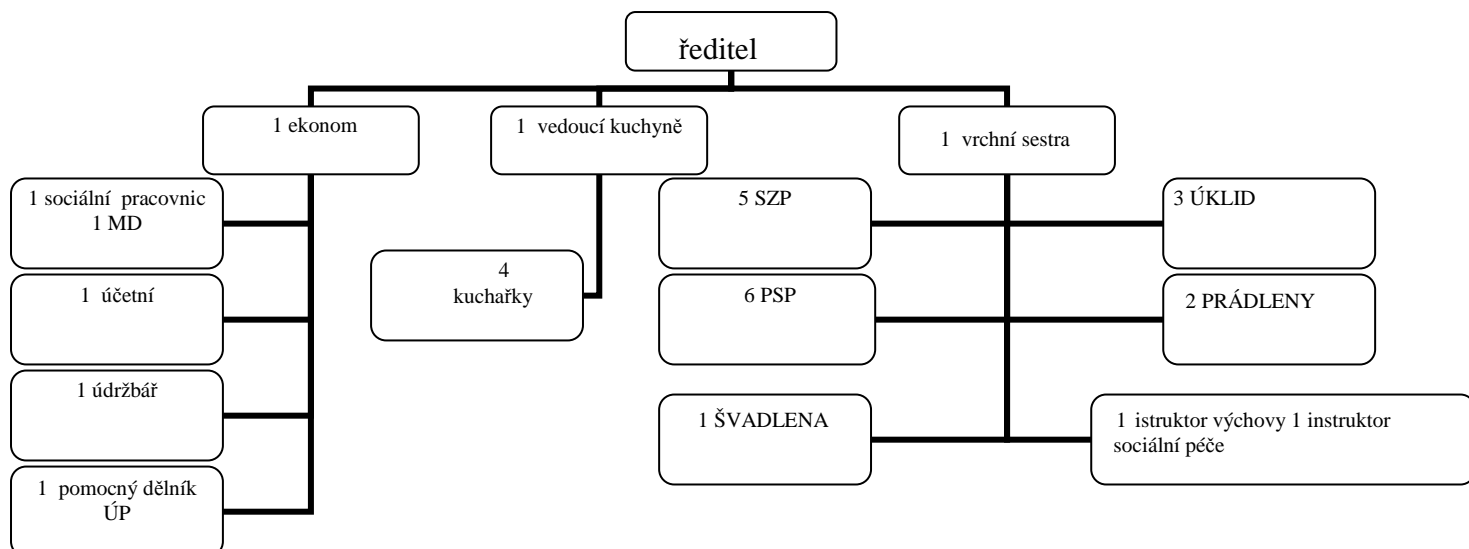 ředitel
1 ekonom
1 vedoucí kuchyně
1 vrchní sestra
1 sociální pracovnic
1 MD
5 SZP
3 ÚKLID
4
kuchařky
1 účetní
6 PSP
2 PRÁDLENY
1 údržbář
1 ŠVADLENA
1 istruktor výchovy 1 instruktor
sociální péče
1 pomocný dělník
ÚP